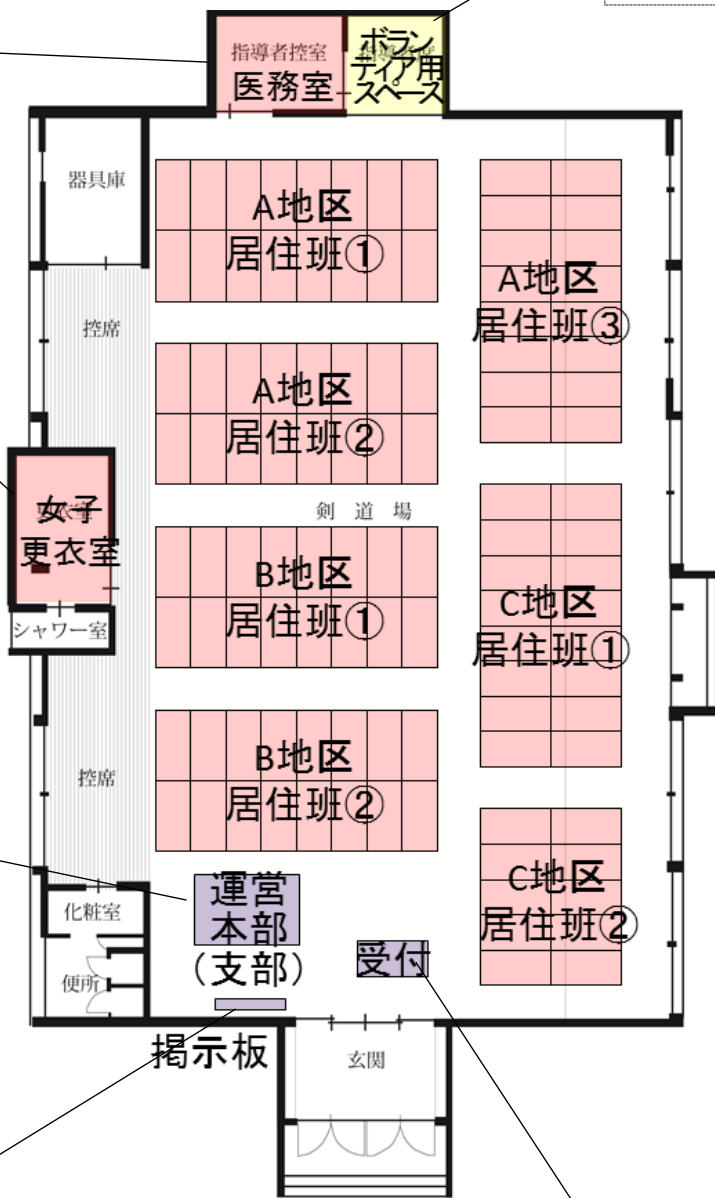 指導者控室
医務室
指導者席
ボラン
ティア用
スペース
器具庫
A地区
居住班①
A地区
居住班③
控席
A地区
居住班②
剣道場
女子
更衣室
シャワー室
B地区
居住班①
C地区
居住班①
控席
B地区
居住班②
C地区
居住班②
運営
本部
(支部)
受付
化粧室
便所
掲示板
玄関